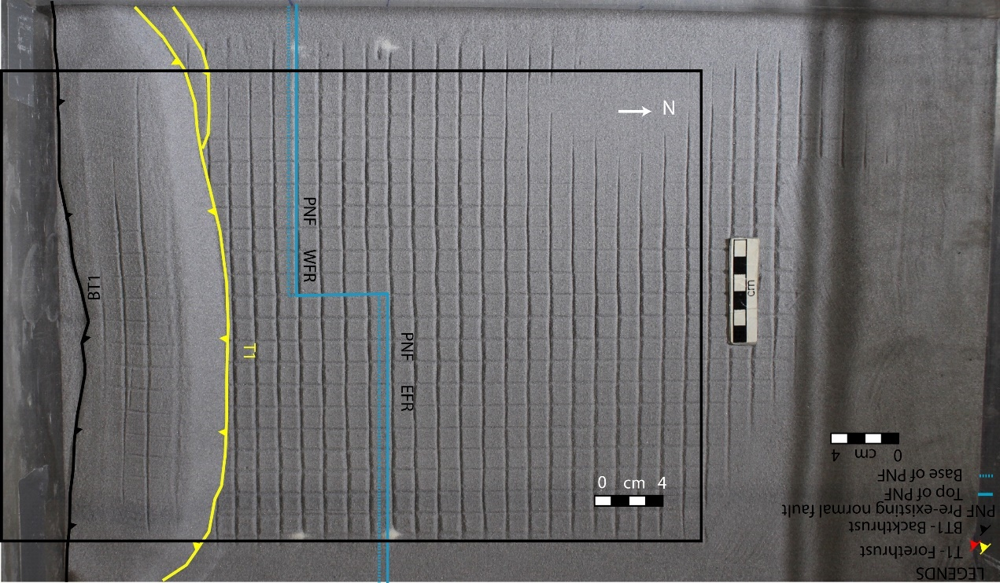 N
PNF WFR
BT1
T1
PNF EFR
cm
0 cm 4
LEGENDS
T1- Forethrust
BT1- Backthrust
PNF Pre-existing normal fault
Top of PNF
Base of PNF
0 cm 4